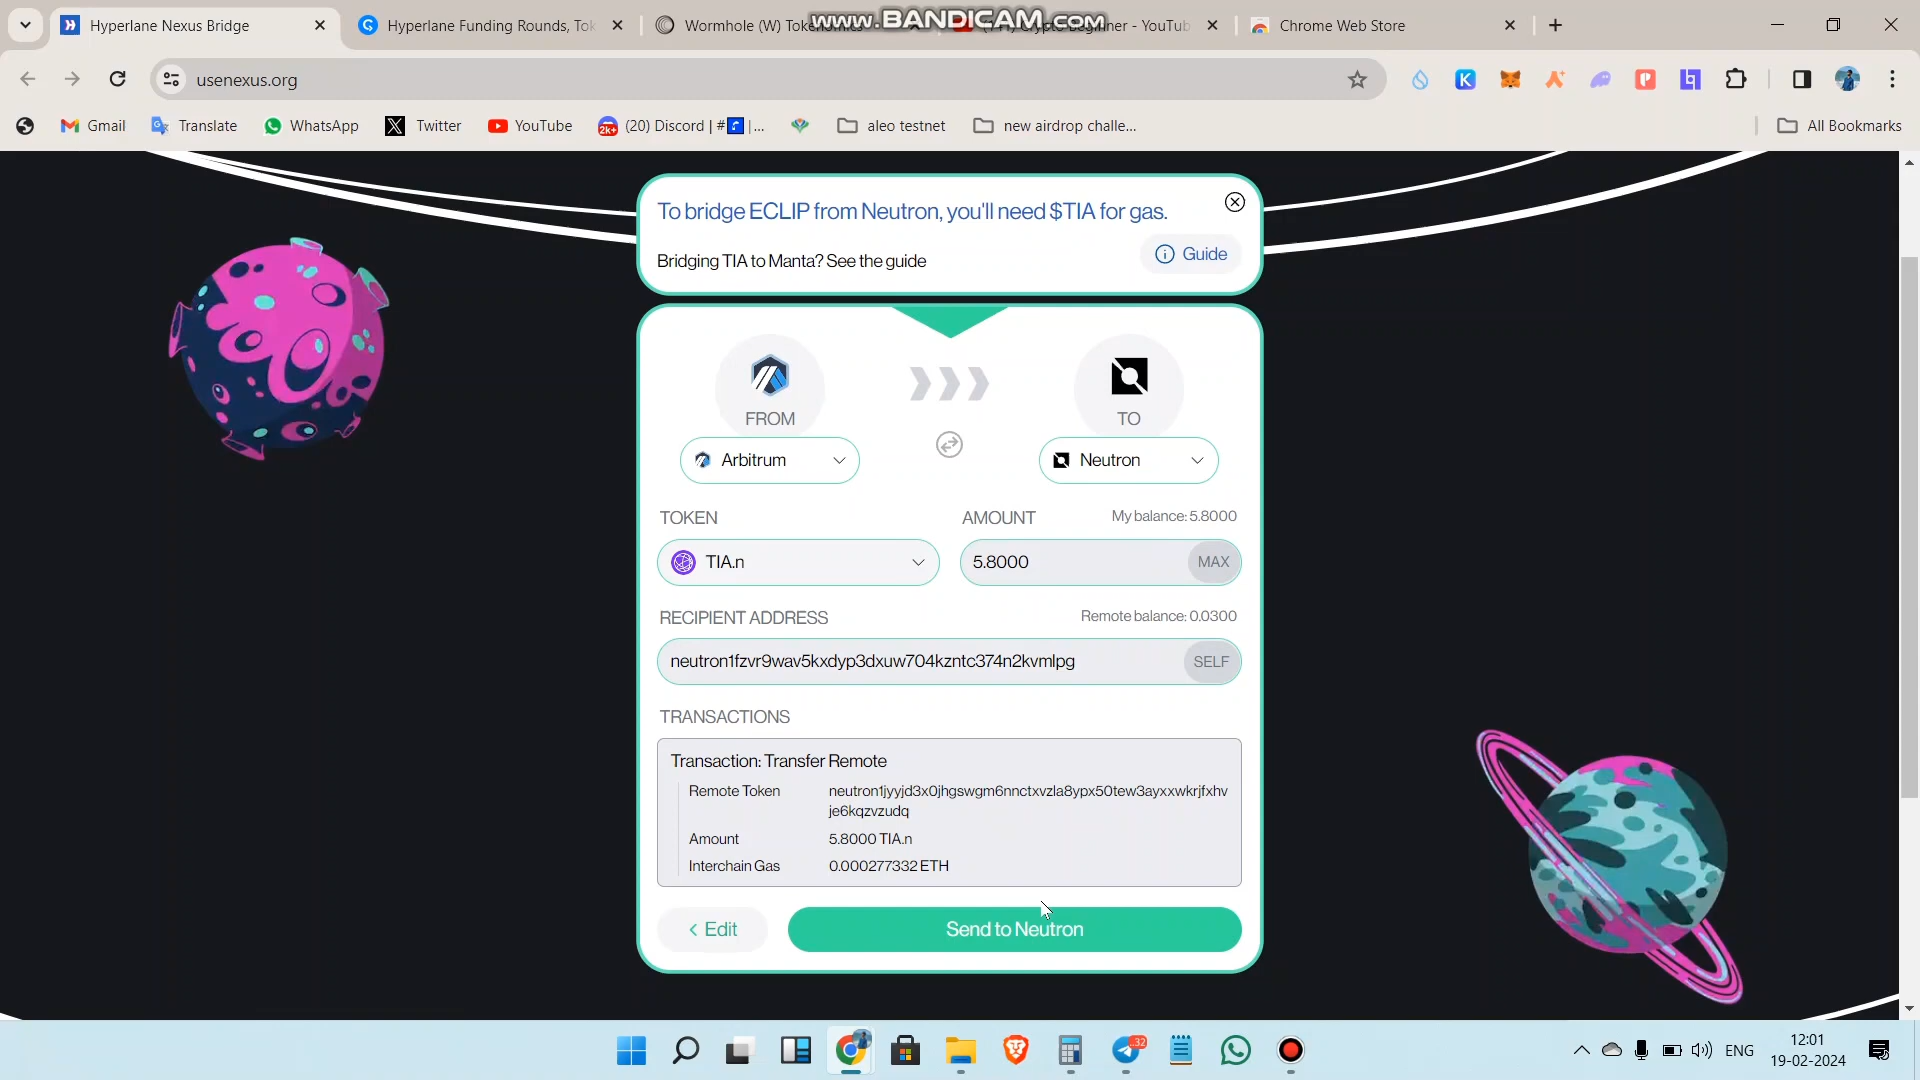 Hyperlane Nexus Bridge
Hyperlane Funding Rounds, Tok
Wormhole (W) Tokenomics
www.BANDICAM.com
Crypto Beginner - YouTub
Chrome Web Store
usenexus.org
Gmail
Translate
WhatsApp
Twitter
YouTube
2k+
(20) Discord | # | ...
aleo testnet
new airdrop challe...
All Bookmarks
To bridge ECLIP from Neutron, you'll need $TIA for gas.
Bridging TIA to Manta? See the guide
Guide
FROM
TO
Arbitrum
Neutron
TOKEN
AMOUNT
My balance: 5.8000
TIA.n
5.8000
MAX
RECIPIENT ADDRESS
Remote balance: 0.0300
neutron1fzvr9wav5kxdyp3dxuw704kzntc374n2kvmlpg
SELF
TRANSACTIONS
Transaction: Transfer Remote
Remote Token
neutron1jyyjd3x0jhgswgm6nnctxvzla8ypx50tew3ayxxwkrjfxhv
je6kqzvzudq
Amount
5.8000 TIA.n
Interchain Gas
0.000277332 ETH
Edit
Send to Neutron
32
ENG
12:01
19-02-2024